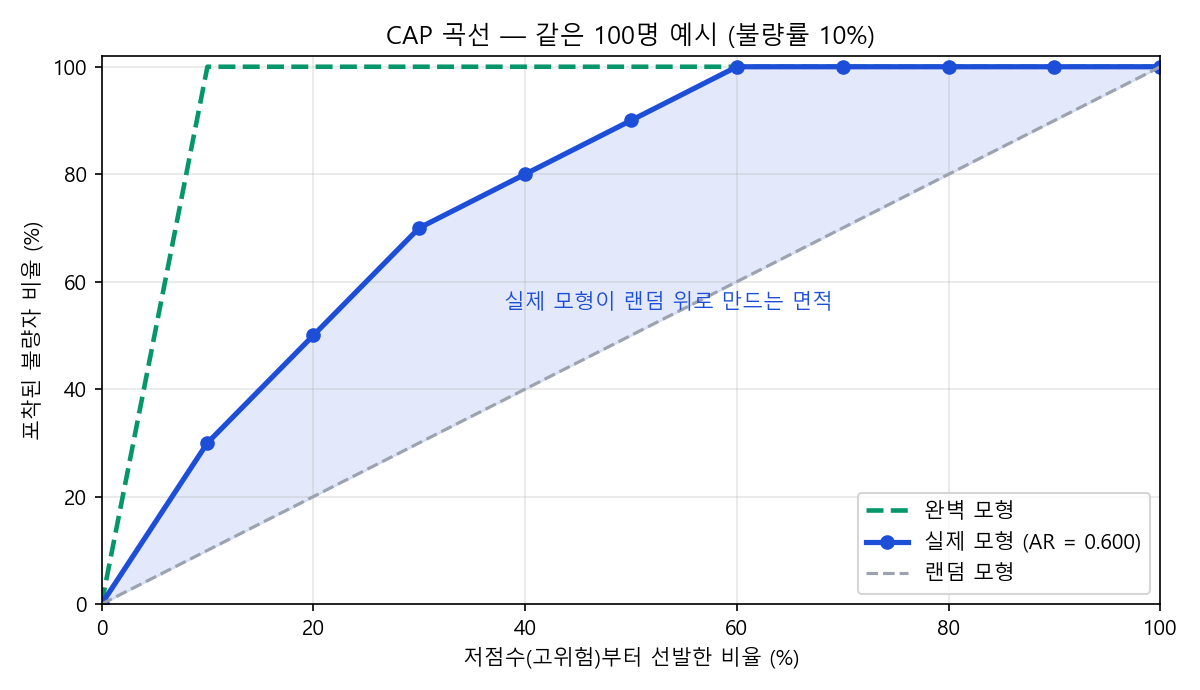 CAP 곡선 — 같은 100명 예시 (불량률 10%)
포착된 불량자 비율 (%)
100
80
60
40
20
0
실제 모형이 랜덤 위로 만드는 면적
완벽 모형
실제 모형 (AR = 0.600)
랜덤 모형
0 20 40 60 80 100
저점수(고위험)부터 선발한 비율 (%)